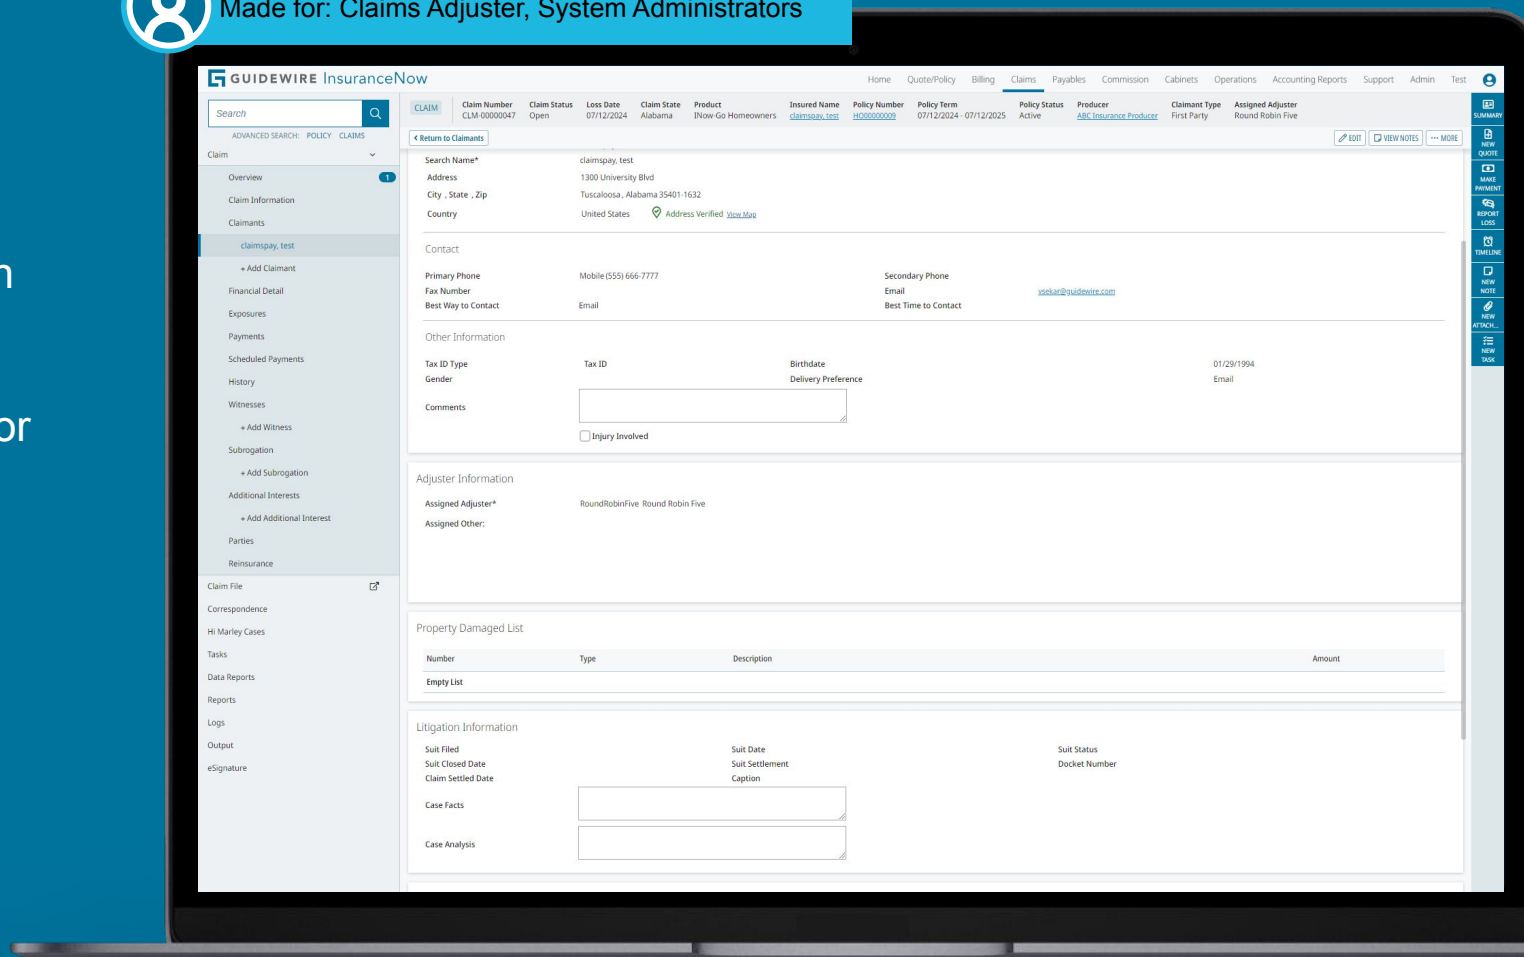 Made for: Claims Adjuster, System Administrators
n
or
GUIDEWIRE InsuranceNow
Home Quote/Policy Billing Claims Payables Commission Cabinets Operations Accounting Reports Support Admin Test
Search
ADVANCED SEARCH: POLICY CLAIMS
CLAIM
Claim Number Claim Status Loss Date Claim State Product Insured Name Policy Number Policy Term Policy Status Producer Claimant Type Assigned Adjuster
CLM-00000047 Open 07/12/2024 Alabama INow-Go Homeowners claimspay, test HO00000009 07/12/2024 - 07/12/2025 Active ABC Insurance Producer First Party Round Robin Five
Return to Claimants
EDIT VIEW NOTES ... MORE
Claim
Overview 1
Claim Information
Claimants
claimspay, test
+ Add Claimant
Financial Detail
Exposures
Payments
Scheduled Payments
History
Witnesses
+ Add Witness
Subrogation
+ Add Subrogation
Additional Interests
+ Add Additional Interest
Parties
Reinsurance
Claim File
Correspondence
Hi Marley Cases
Tasks
Data Reports
Reports
Logs
Output
eSignature
Search Name* claimspay, test
Address 1300 University Blvd
City , State , Zip Tuscaloosa , Alabama 35401-1632
Country United States Address Verified View Map
Contact
Primary Phone Mobile (555) 666-7777 Secondary Phone
Fax Number Email vsekar@guidewire.com
Best Way to Contact Email Best Time to Contact
Other Information
Tax ID Type Tax ID Birthdate 01/29/1994
Gender Delivery Preference Email
Comments
Injury Involved
Adjuster Information
Assigned Adjuster* RoundRobinFive Round Robin Five
Assigned Other:
Property Damaged List
Number Type Description Amount
Empty List
Litigation Information
Suit Filed Suit Date Suit Status
Suit Closed Date Suit Settlement Docket Number
Claim Settled Date Caption
Case Facts
Case Analysis
SUMMARY
NEW
QUOTE
MAKE
PAYMENT
REPORT
LOSS
TIMELINE
NEW
NOTE
NEW
ATTACH...
NEW
TASK